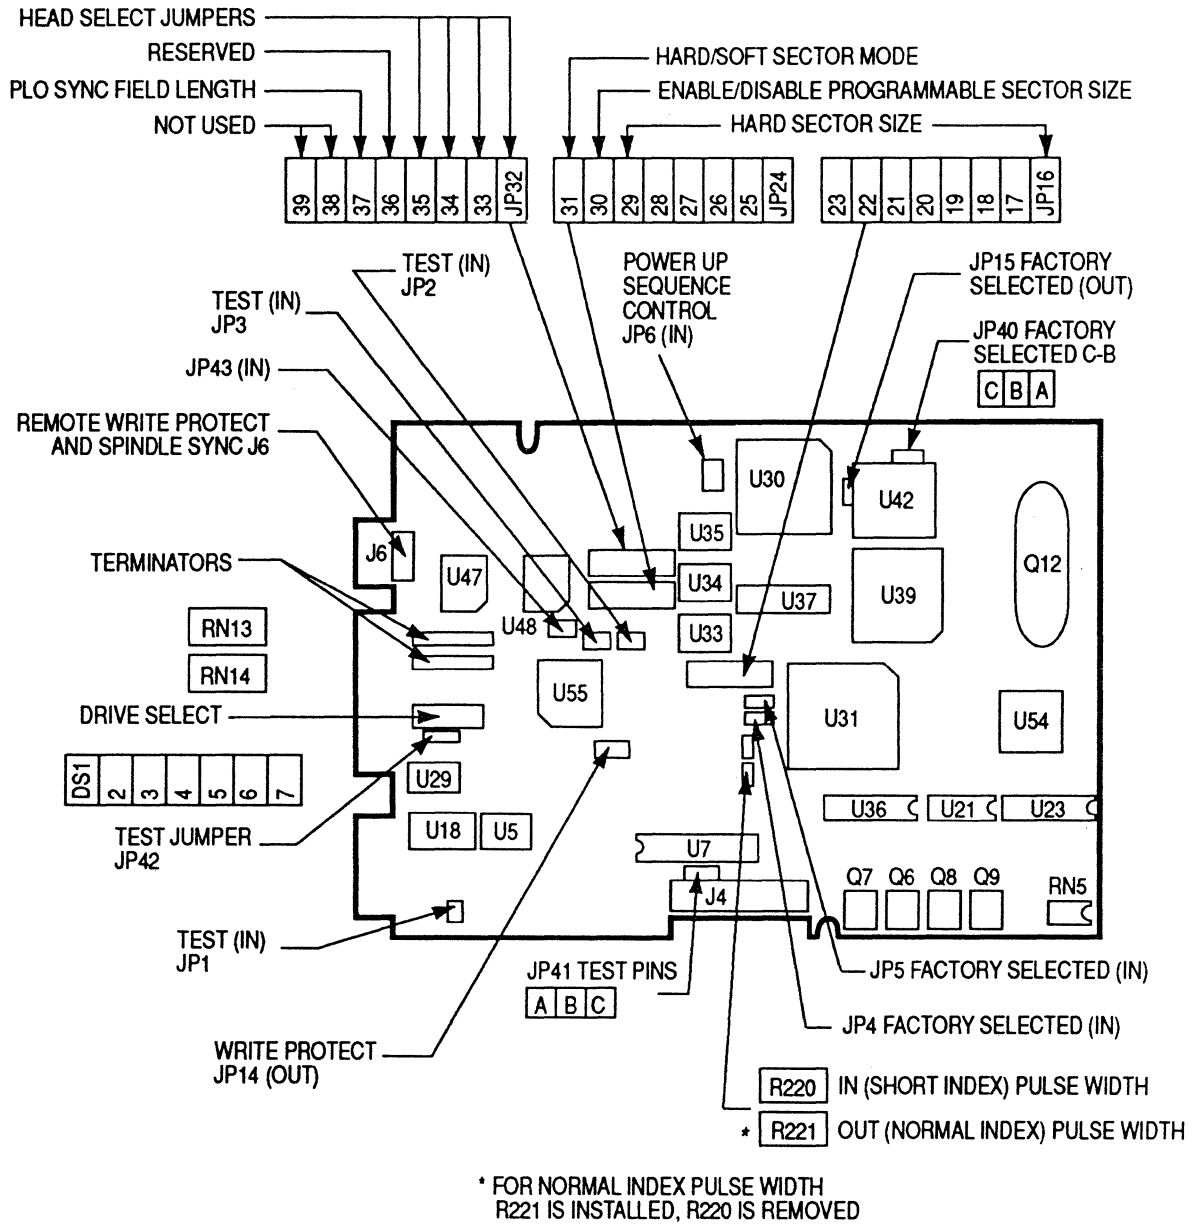 HEAD SELECT JUMPERS
RESERVED
PLO SYNC FIELD LENGTH
NOT USED
HARD/SOFT SECTOR MODE
ENABLE/DISABLE PROGRAMMABLE SECTOR SIZE
HARD SECTOR SIZE
39 38 37 36 35 34 33 JP32
31 30 29 28 27 26 25 JP24
23 22 21 20 19 18 17 JP16
TEST (IN)
JP2
TEST (IN)
JP3
JP43 (IN)
REMOTE WRITE PROTECT
AND SPINDLE SYNC J6
POWER UP
SEQUENCE
CONTROL
JP6 (IN)
JP15 FACTORY
SELECTED (OUT)
JP40 FACTORY
SELECTED C-B
C B A
U30
U42
U35
J6
TERMINATORS
U47
U34
U37
U39
Q12
RN13
U48
U33
RN14
U55
DRIVE SELECT
U31
U54
DS1 2 3 4 5 6 7
U29
TEST JUMPER
JP42
U18
U5
U36
U21
U23
U7
J4
Q7
Q6
Q8
Q9
RN5
TEST (IN)
JP1
JP41 TEST PINS
A B C
JP5 FACTORY SELECTED (IN)
JP4 FACTORY SELECTED (IN)
WRITE PROTECT
JP14 (OUT)
R220 IN (SHORT INDEX) PULSE WIDTH
* R221 OUT (NORMAL INDEX) PULSE WIDTH
* FOR NORMAL INDEX PULSE WIDTH
R221 IS INSTALLED, R220 IS REMOVED